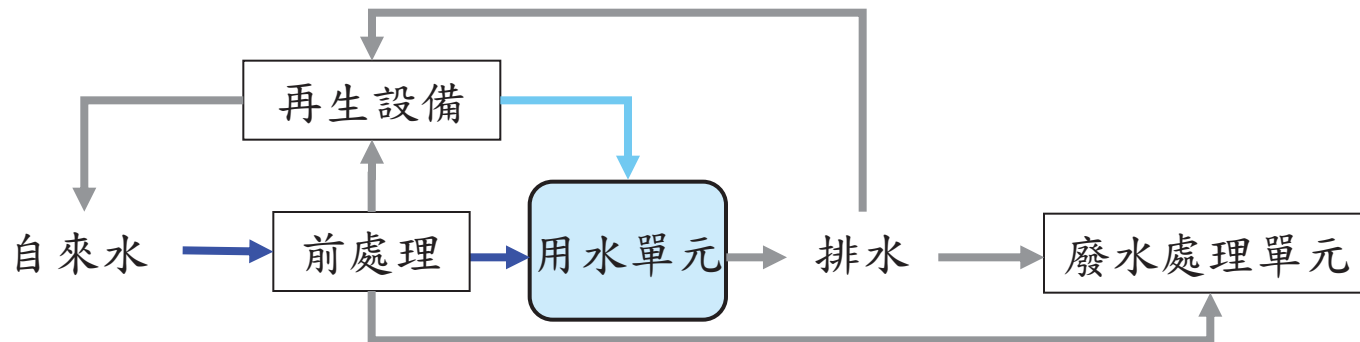 再生設備
自來水
前處理
用水單元
排水
廢水處理單元